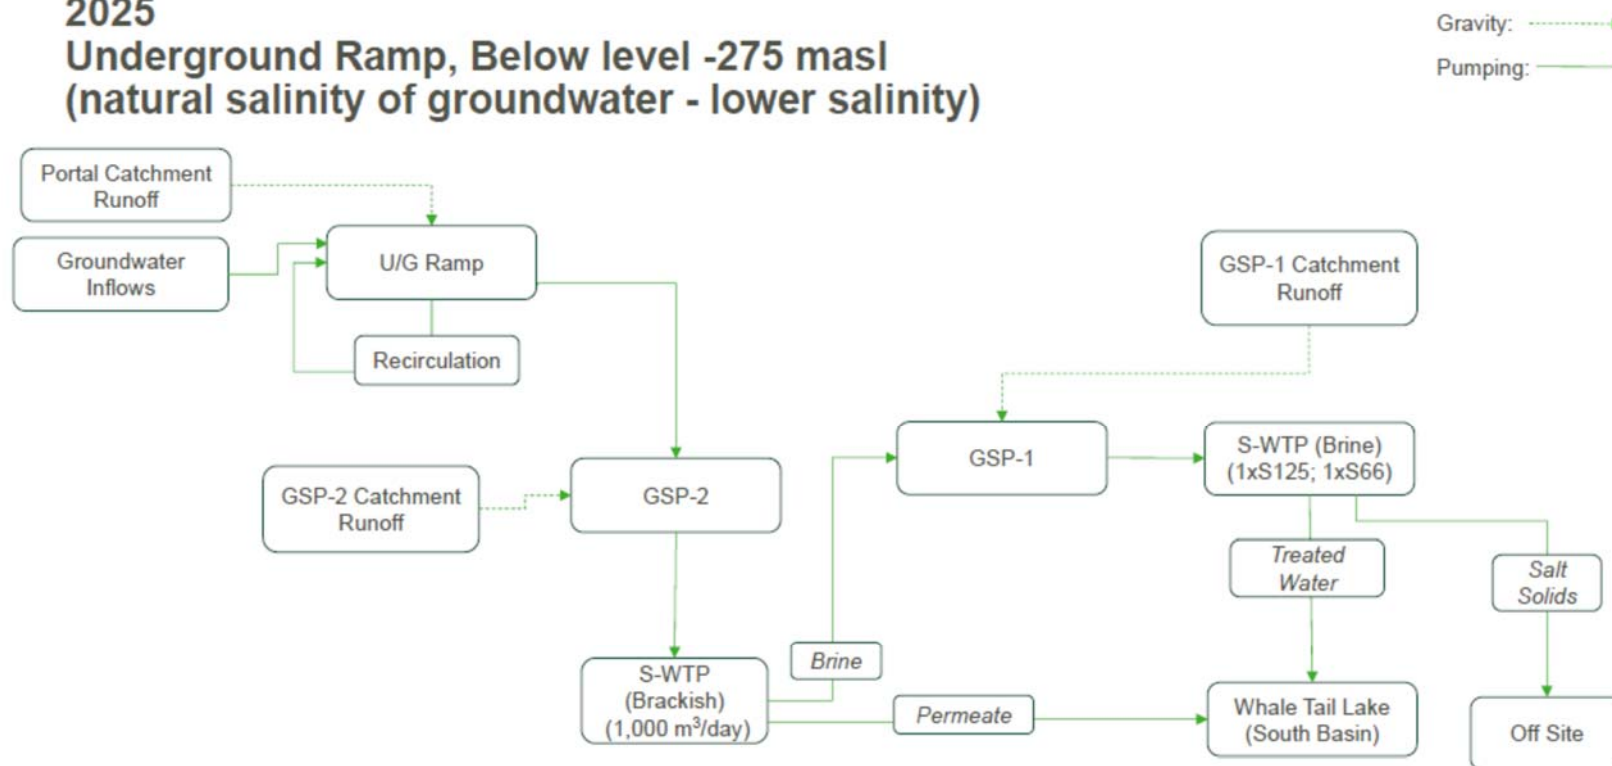 2025
Underground Ramp, Below level -275 masl
(natural salinity of groundwater - lower salinity)
Gravity:
Pumping:
Portal Catchment
Runoff
Groundwater
Inflows
U/G Ramp
Recirculation
GSP-1 Catchment
Runoff
GSP-2 Catchment
Runoff
GSP-2
GSP-1
S-WTP (Brine)
(1xS125; 1xS66)
Treated
Water
Salt
Solids
S-WTP
(Brackish)
(1,000 m³/day)
Brine
Permeate
Whale Tail Lake
(South Basin)
Off Site